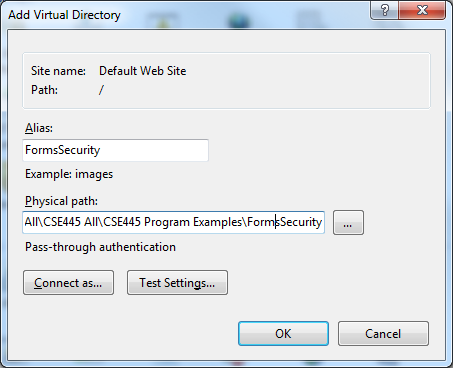 Add Virtual Directory
Site name: Default Web Site
Path: /
Alias:
FormsSecurity
Example: images
Physical path:
All\CSE445 All\CSE445 Program Examples\FormsSecurity
...
Pass-through authentication
Connect as... Test Settings...
OK Cancel